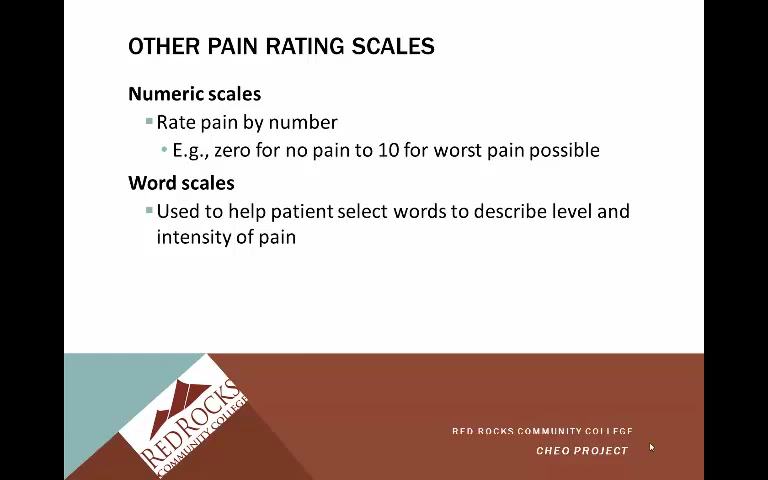 OTHER PAIN RATING SCALES
Numeric scales
Rate pain by number
E.g., zero for no pain to 10 for worst pain possible
Word scales
Used to help patient select words to describe level and
intensity of pain
RED ROCKS
COMMUNITY COLLEGE
RED ROCKS COMMUNITY COLLEGE
CHEO PROJECT